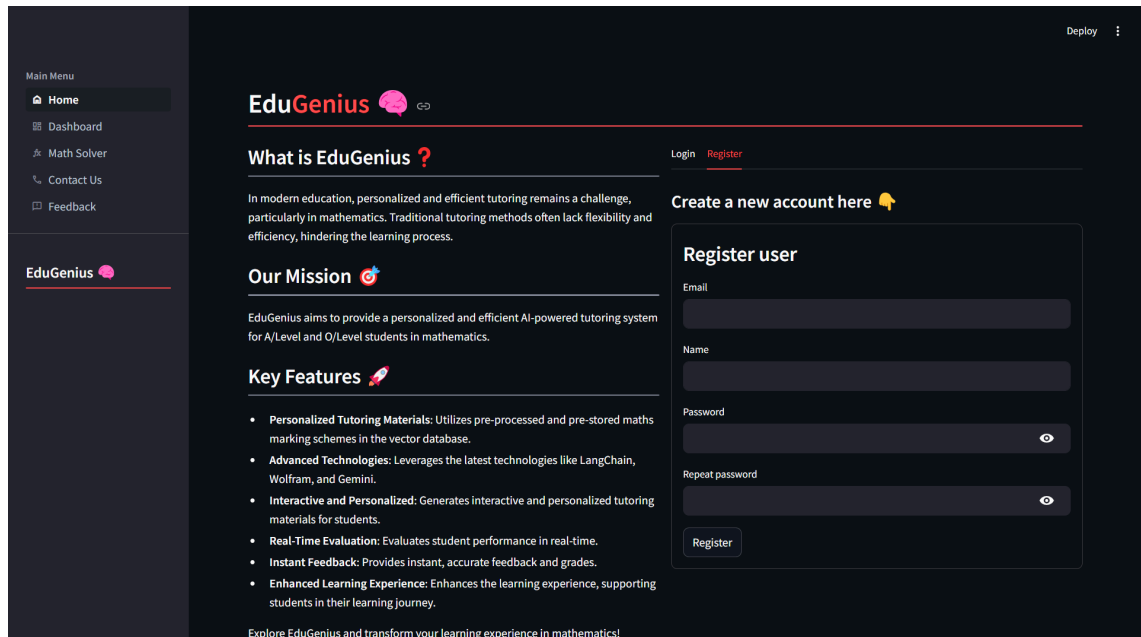 Deploy
Main Menu
Home
Dashboard
Math Solver
Contact Us
Feedback
EduGenius
EduGenius
What is EduGenius ❓
In modern education, personalized and efficient tutoring remains a challenge,
particularly in mathematics. Traditional tutoring methods often lack flexibility and
efficiency, hindering the learning process.
Our Mission
EduGenius aims to provide a personalized and efficient AI-powered tutoring system
for A/Level and O/Level students in mathematics.
Key Features
• Personalized Tutoring Materials: Utilizes pre-processed and pre-stored maths
marking schemes in the vector database.
• Advanced Technologies: Leverages the latest technologies like LangChain,
Wolfram, and Gemini.
• Interactive and Personalized: Generates interactive and personalized tutoring
materials for students.
• Real-Time Evaluation: Evaluates student performance in real-time.
• Instant Feedback: Provides instant, accurate feedback and grades.
• Enhanced Learning Experience: Enhances the learning experience, supporting
students in their learning journey.
Explore EduGenius and transform your learning experience in mathematics!
Login Register
Create a new account here
Register user
Email
Name
Password
Repeat password
Register